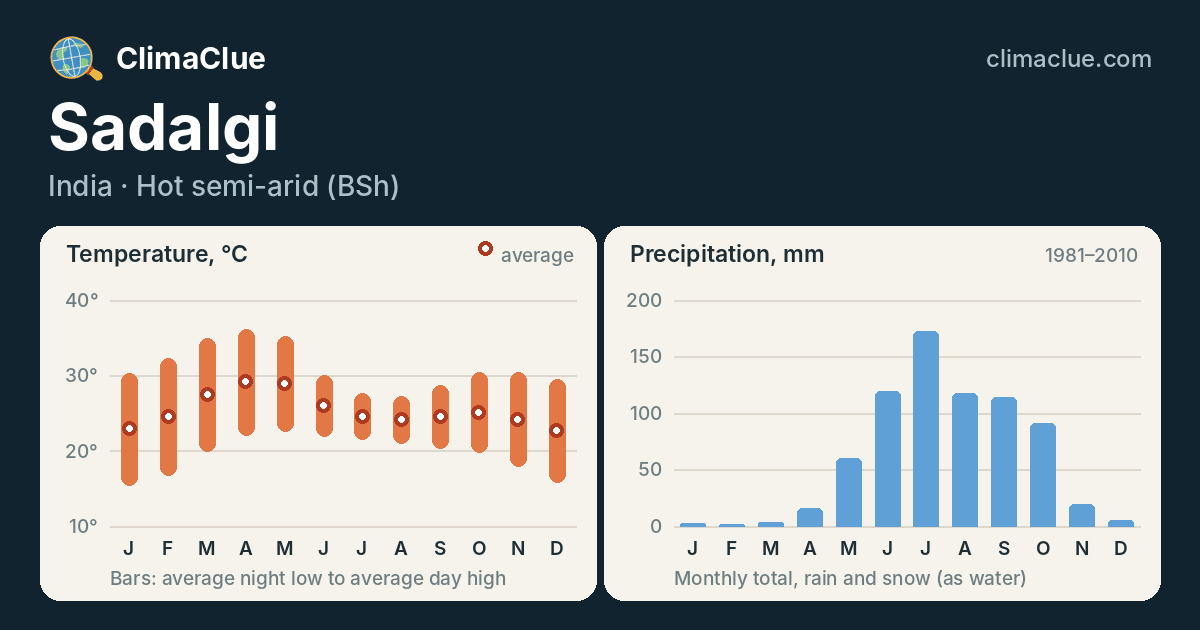 ClimaClue
climaclue.com
Sadalgi
India · Hot semi-arid (BSh)
Temperature, °C
average
40°
30°
20°
10°
J F M A M J J A S O N D
Bars: average night low to average day high
Precipitation, mm
1981–2010
200
150
100
50
0
J F M A M J J A S O N D
Monthly total, rain and snow (as water)